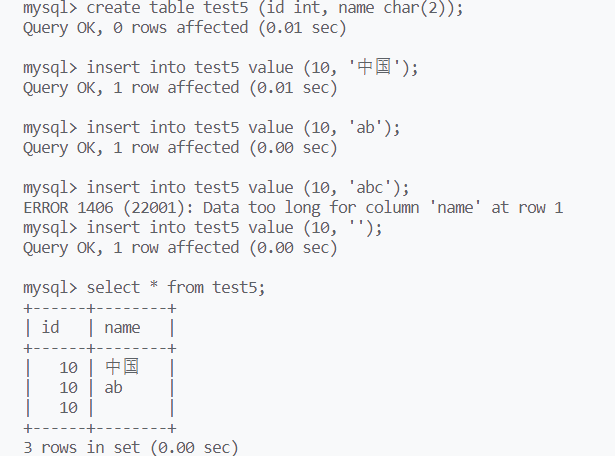 mysql> create table test5 (id int, name char(2));
Query OK, 0 rows affected (0.01 sec)
mysql> insert into test5 value (10, '中国');
Query OK, 1 row affected (0.01 sec)
mysql> insert into test5 value (10, 'ab');
Query OK, 1 row affected (0.00 sec)
mysql> insert into test5 value (10, 'abc');
ERROR 1406 (22001): Data too long for column 'name' at row 1
mysql> insert into test5 value (10, '');
Query OK, 1 row affected (0.00 sec)
mysql> select * from test5;
+------+--------+
| id   | name   |
+------+--------+
|   10 | 中国   |
|   10 | ab     |
|   10 |        |
+------+--------+
3 rows in set (0.00 sec)